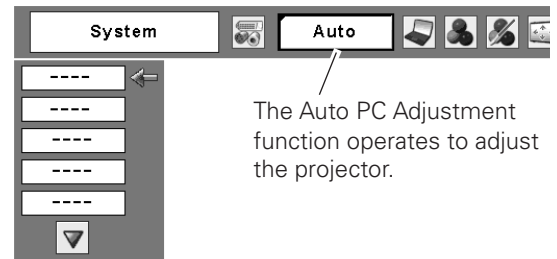 System
Auto
----
----
----
----
----
The Auto PC Adjustment
function operates to adjust
the projector.